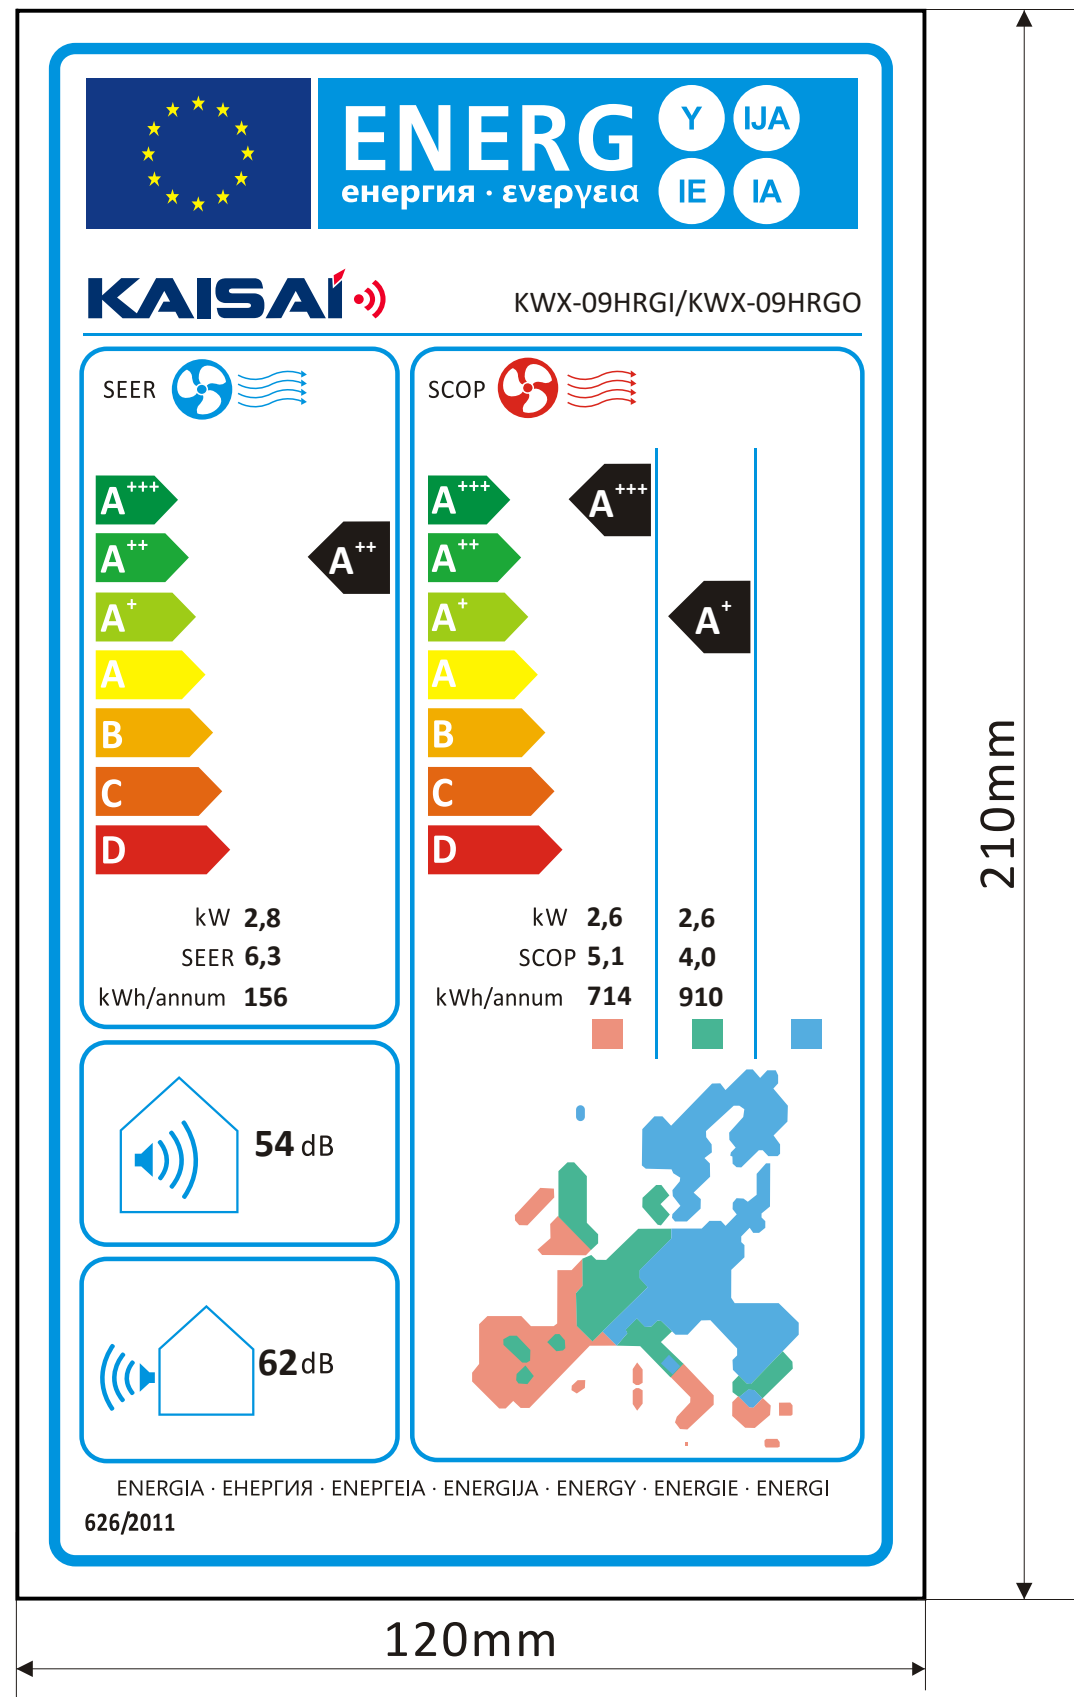 ENERG Y IJA
енергия · ενεργεια IE IA
KAISAI KWX-09HRGI/KWX-09HRGO
SEER
SCOP
A+++
A++
A+
A
B
C
D
A++
A+++
A++
A+
A
B
C
D
A+++
A+
kW 2,8
SEER 6,3
kWh/annum 156
kW 2,6 2,6
SCOP 5,1 4,0
kWh/annum 714 910
54 dB
62 dB
ENERGIA · ЕНЕРГИЯ · ΕΝΕΡΓΕΙΑ · ENERGIJA · ENERGY · ENERGIE · ENERGI
626/2011
210mm
120mm